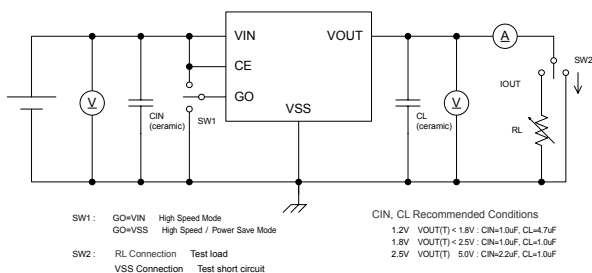 VIN
VOUT
CE
GO
VSS
A
V
V
CIN
(ceramic)
SW1
CL
(ceramic)
IOUT
SW2
RL
SW1 : GO=VIN High Speed Mode
GO=VSS High Speed / Power Save Mode
SW2 : RL Connection Test load
VSS Connection Test short circuit
CIN, CL Recommended Conditions
1.2V VOUT(T) < 1.8V : CIN=1.0uF, CL=4.7uF
1.8V VOUT(T) < 2.5V : CIN=1.0uF, CL=1.0uF
2.5V VOUT(T) 5.0V : CIN=2.2uF, CL=1.0uF